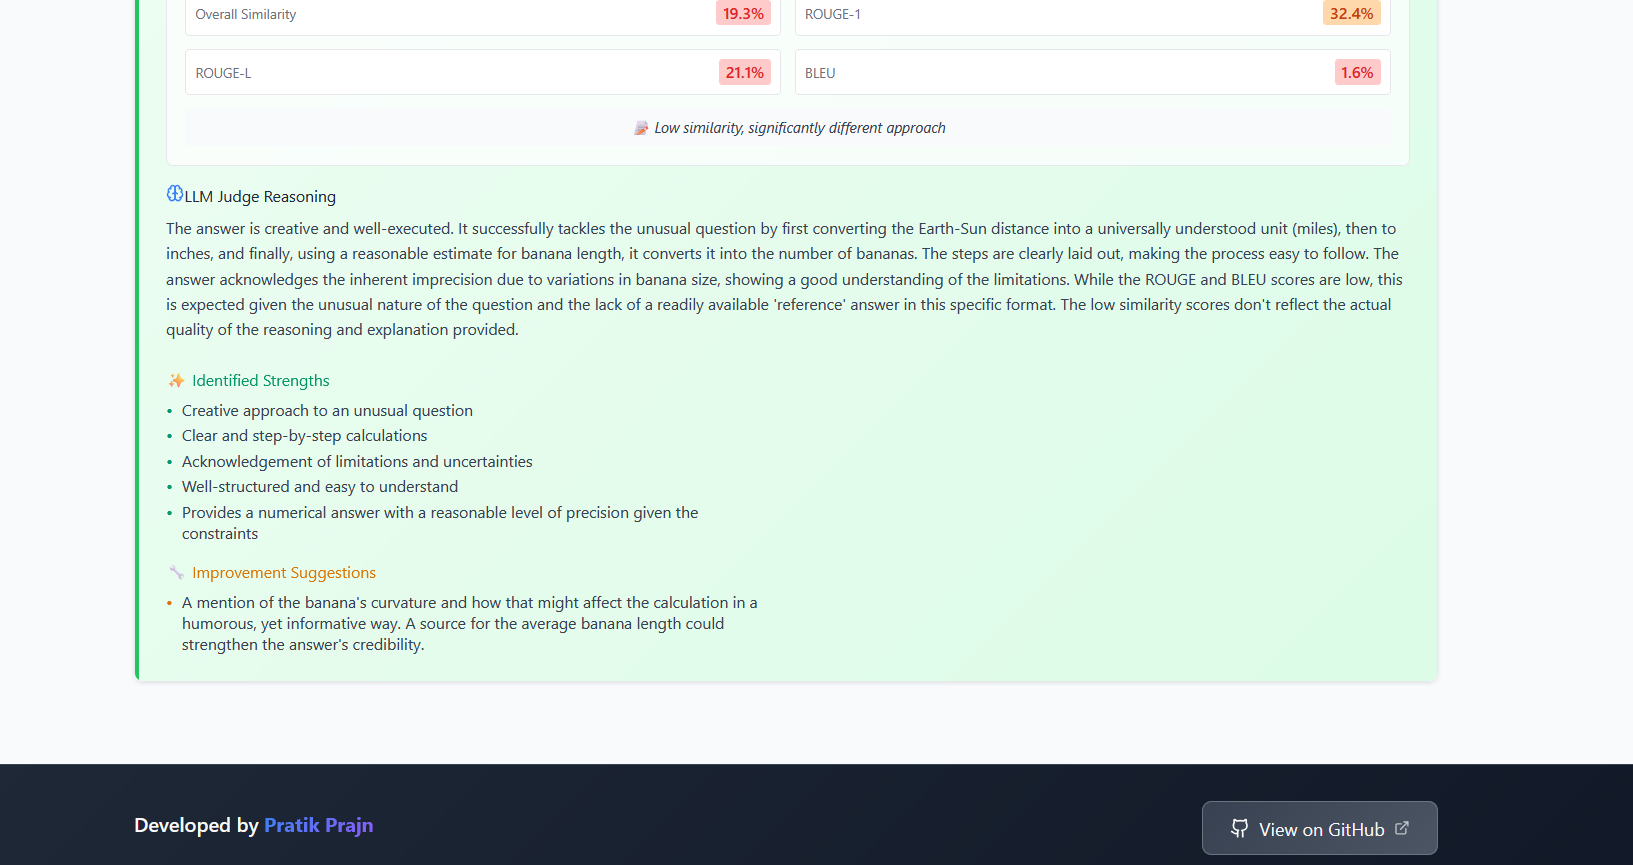 Overall Similarity 19.3% ROUGE-1 32.4%
ROUGE-L 21.1% BLEU 1.6%
Low similarity, significantly different approach
LLM Judge Reasoning
The answer is creative and well-executed. It successfully tackles the unusual question by first converting the Earth-Sun distance into a universally understood unit (miles), then to
inches, and finally, using a reasonable estimate for banana length, it converts it into the number of bananas. The steps are clearly laid out, making the process easy to follow. The
answer acknowledges the inherent imprecision due to variations in banana size, showing a good understanding of the limitations. While the ROUGE and BLEU scores are low, this
is expected given the unusual nature of the question and the lack of a readily available 'reference' answer in this specific format. The low similarity scores don't reflect the actual
quality of the reasoning and explanation provided.
Identified Strengths
• Creative approach to an unusual question
• Clear and step-by-step calculations
• Acknowledgement of limitations and uncertainties
• Well-structured and easy to understand
• Provides a numerical answer with a reasonable level of precision given the
constraints
Improvement Suggestions
• A mention of the banana's curvature and how that might affect the calculation in a
humorous, yet informative way. A source for the average banana length could
strengthen the answer's credibility.
Developed by Pratik Prajn
View on GitHub